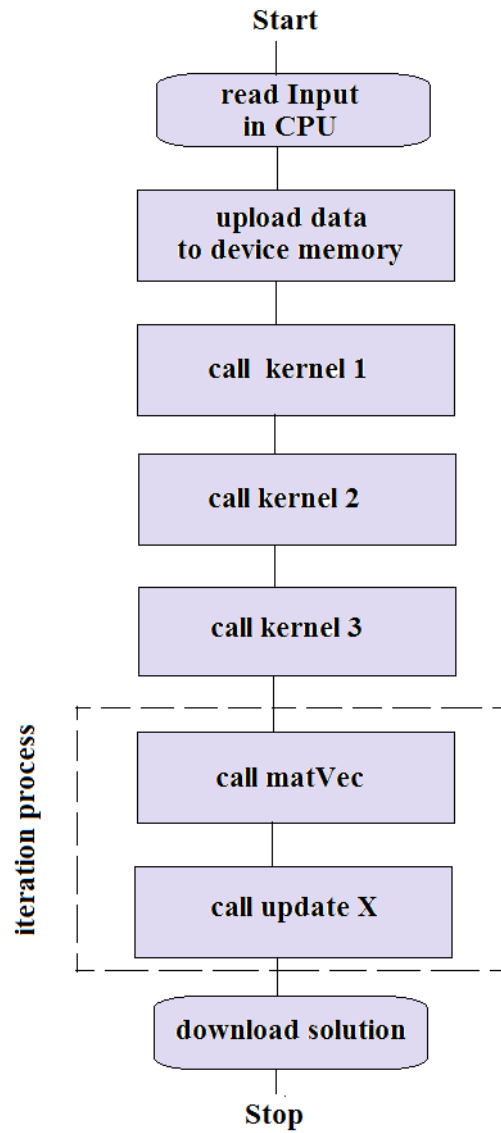 Start
read Input
in CPU
upload data
to device memory
call kernel 1
call kernel 2
call kernel 3
iteration process
call matVec
call update X
download solution
Stop